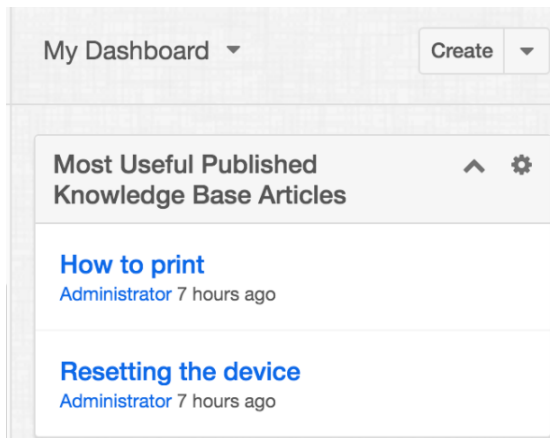 My Dashboard
Create
Most Useful Published
Knowledge Base Articles
How to print
Administrator 7 hours ago
Resetting the device
Administrator 7 hours ago